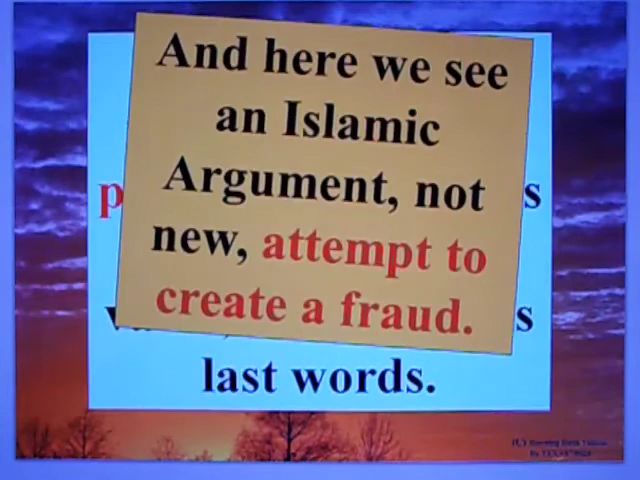 And here we see
an Islamic
Argument, not
new, attempt to
create a fraud.
p s
s
last words.